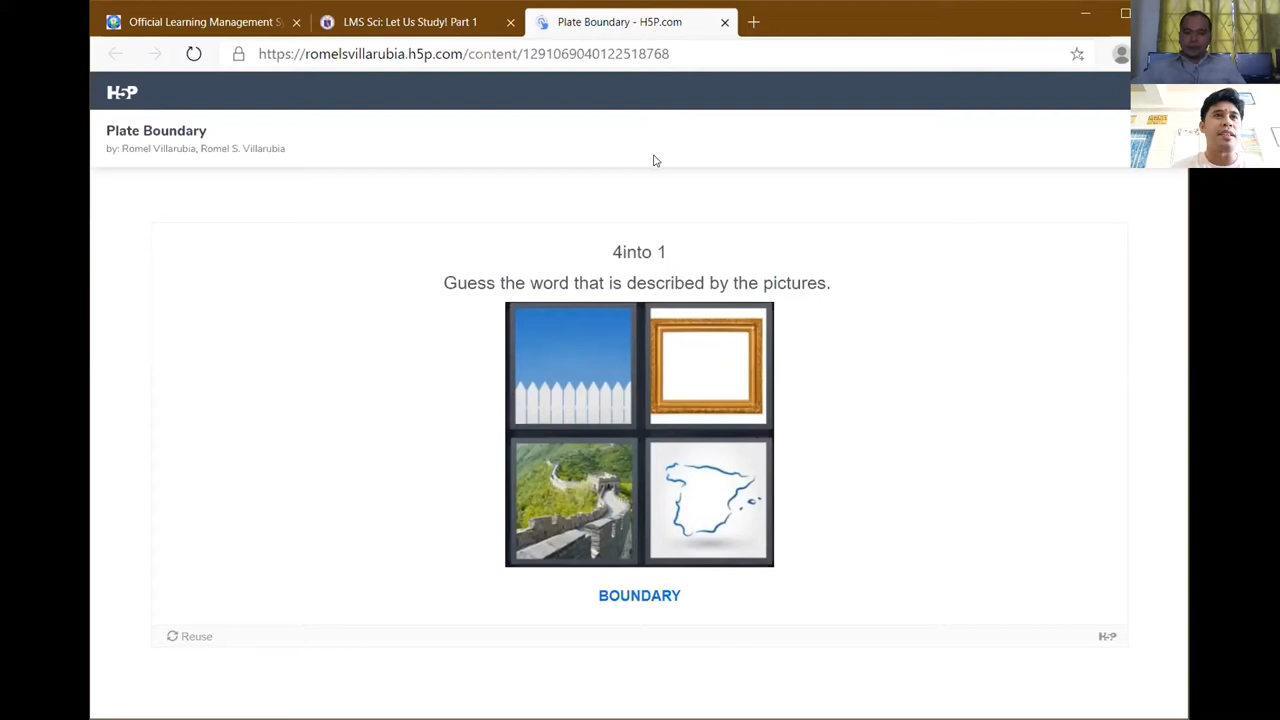 Official Learning Management S
LMS Sci: Let Us Study! Part 1
Plate Boundary - H5P.com
https://romelsvillarubia.h5p.com/content/1291069040122518768
H5P
Plate Boundary
by: Romel Villarubia, Romel S. Villarubia
4into 1
Guess the word that is described by the pictures.
BOUNDARY
Reuse
H5P